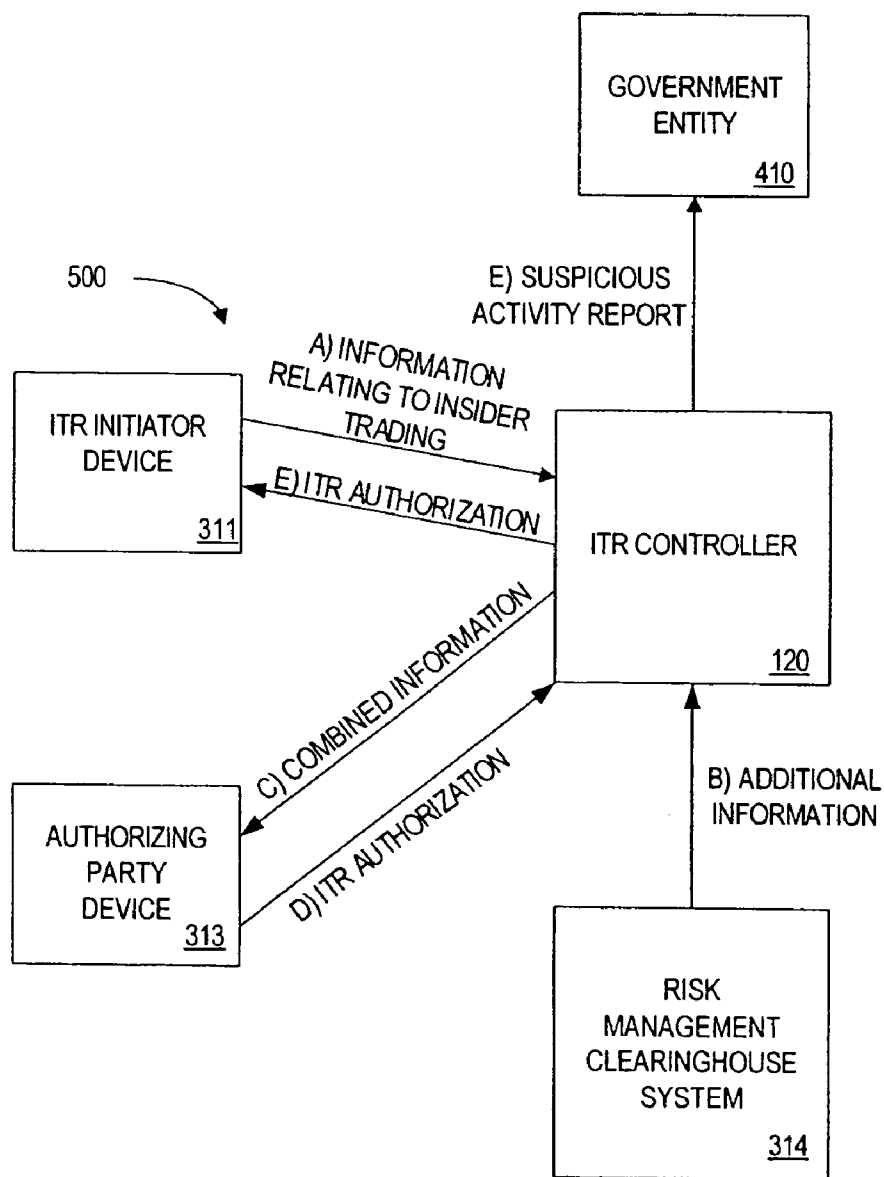 GOVERNMENT
ENTITY
410
500
E) SUSPICIOUS
ACTIVITY REPORT
A) INFORMATION
RELATING TO INSIDER
TRADING
ITR INITIATOR
DEVICE
311
E) ITR AUTHORIZATION
ITR CONTROLLER
120
C) COMBINED INFORMATION
D) ITR AUTHORIZATION
B) ADDITIONAL
INFORMATION
AUTHORIZING
PARTY
DEVICE
313
RISK
MANAGEMENT
CLEARINGHOUSE
SYSTEM
314